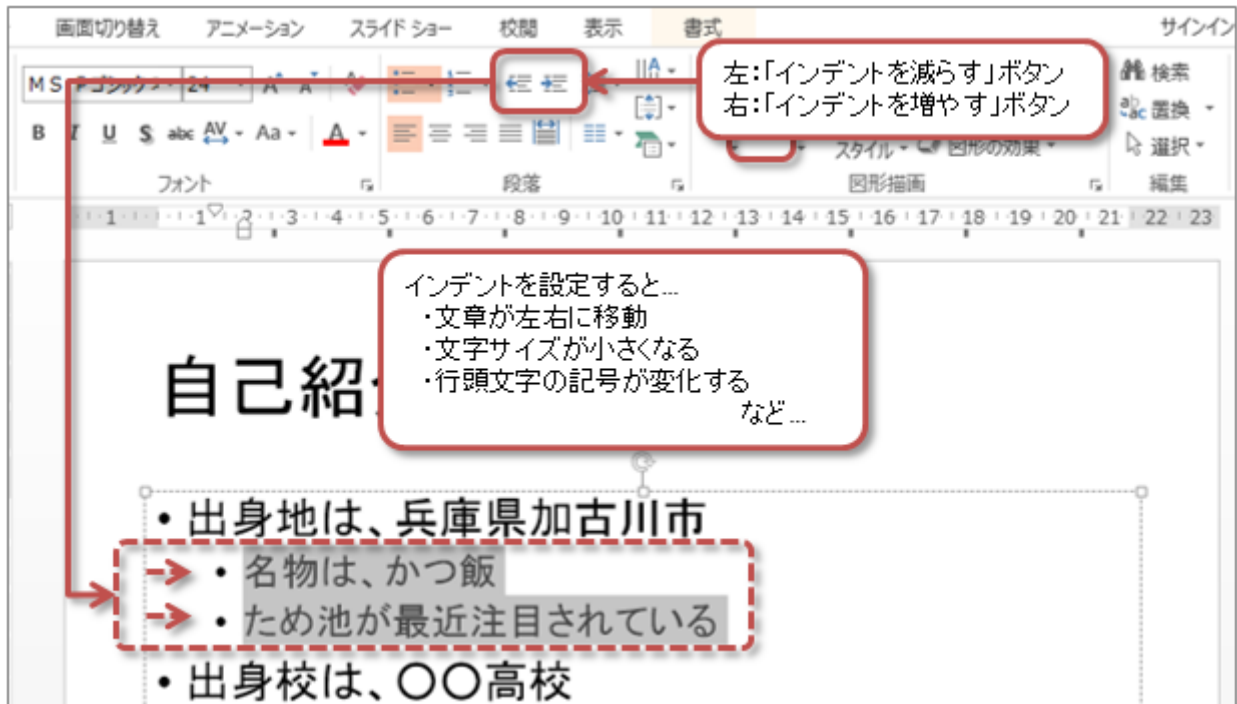 画面切り替え アニメーション スライド ショー 校閲 表示 書式 サインイン
24
検索
置換
選択
B I U S abc AV Aa A
スタイル 図形の効果
フォント 段落 図形描画 編集
左:「インデントを減らす」ボタン
右:「インデントを増やす」ボタン
1 1 2 3 4 5 6 7 8 9 10 11 12 13 14 15 16 17 18 19 20 21 22 23
インデントを設定すると…
・文章が左右に移動
・文字サイズが小さくなる
・行頭文字の記号が変化する
など…
自己紹
• 出身地は、兵庫県加古川市
• 名物は、かつ飯
• ため池が最近注目されている
• 出身校は、〇〇高校